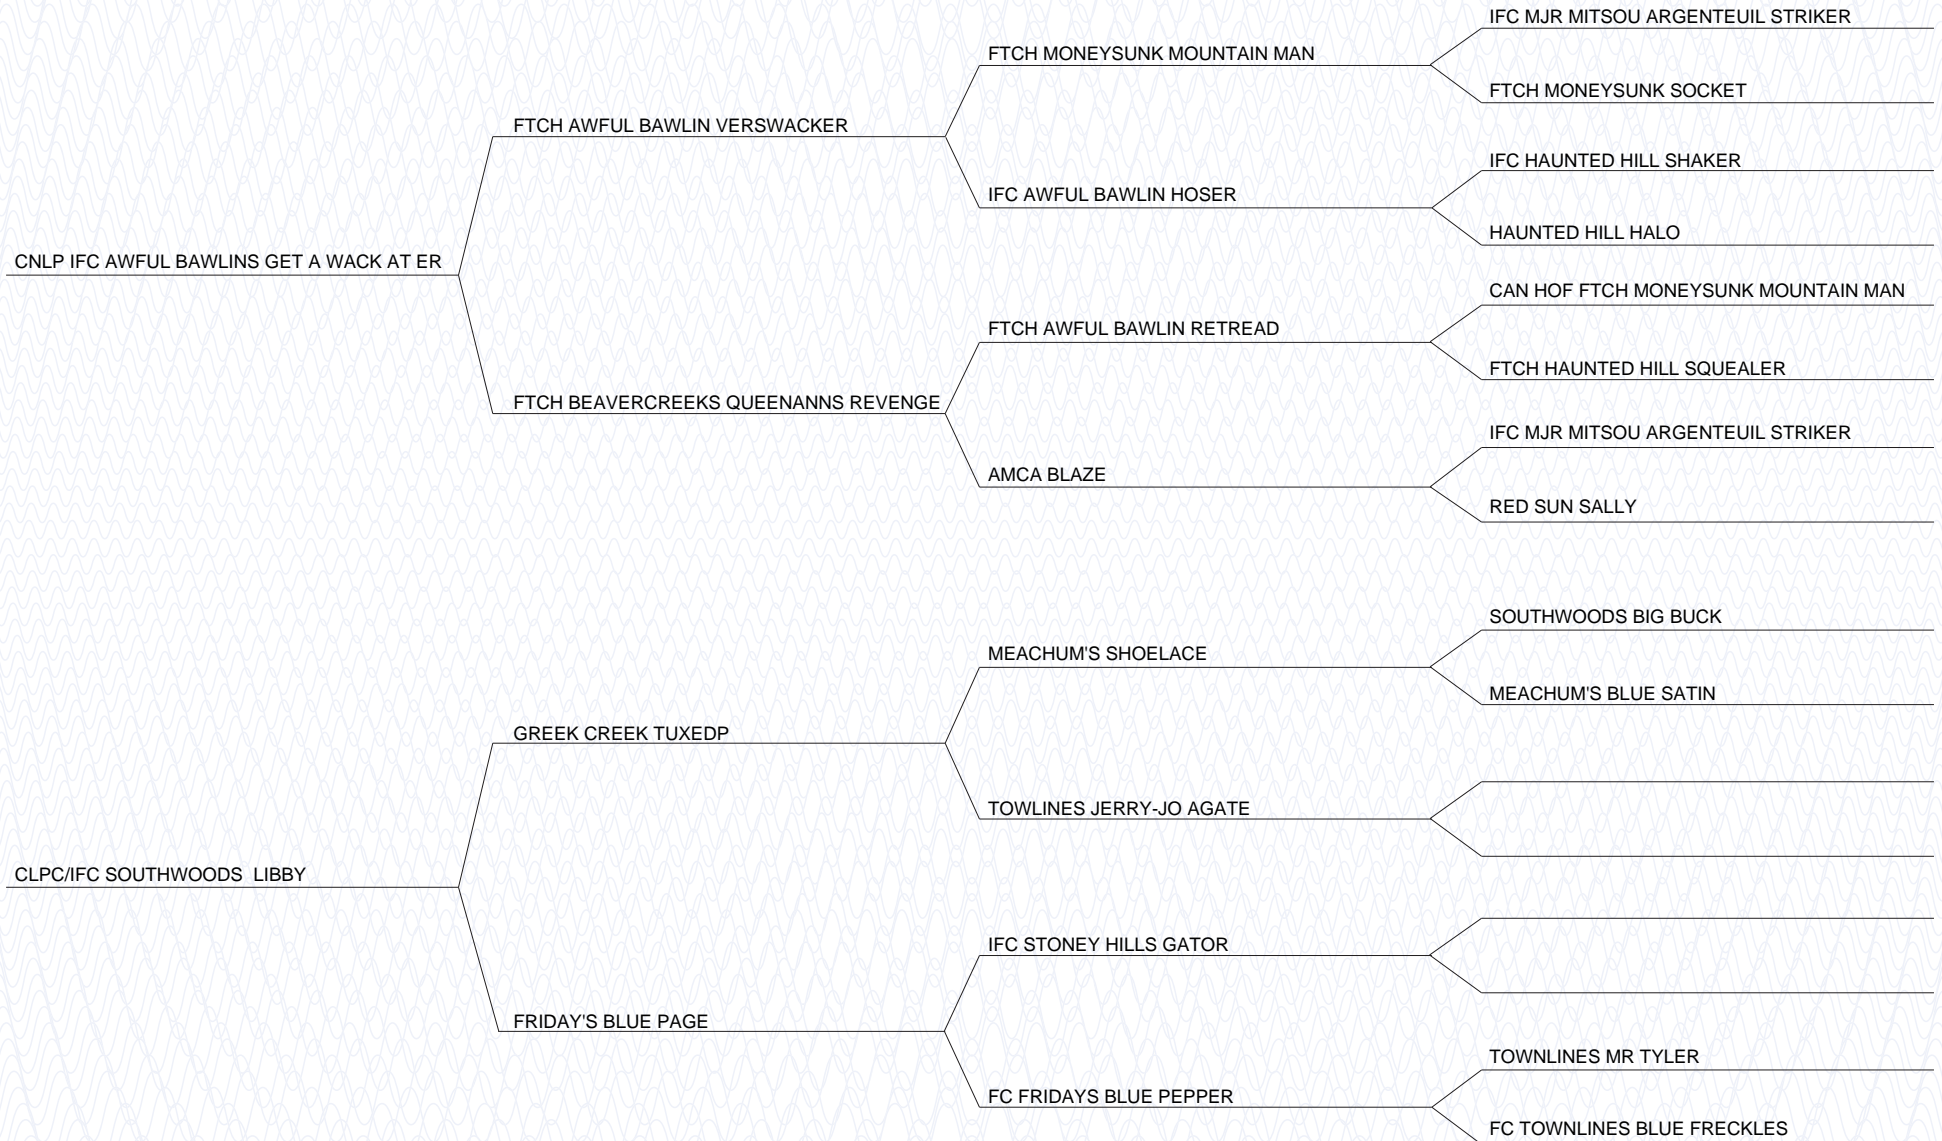 IFC MJR MITSOU ARGENTEUIL STRIKER
FTCH MONEYSUNK MOUNTAIN MAN
FTCH MONEYSUNK SOCKET
FTCH AWFUL BAWLIN VERSWACKER
IFC HAUNTED HILL SHAKER
IFC AWFUL BAWLIN HOSER
HAUNTED HILL HALO
CNLP IFC AWFUL BAWLINS GET A WACK AT ER
CAN HOF FTCH MONEYSUNK MOUNTAIN MAN
FTCH AWFUL BAWLIN RETREAD
FTCH HAUNTED HILL SQUEALER
FTCH BEAVERCREEKS QUEENANNS REVENGE
IFC MJR MITSOU ARGENTEUIL STRIKER
AMCA BLAZE
RED SUN SALLY
SOUTHWOODS BIG BUCK
MEACHUM'S SHOELACE
MEACHUM'S BLUE SATIN
GREEK CREEK TUXEDP
TOWLINES JERRY-JO AGATE
CLPC/IFC SOUTHWOODS  LIBBY
IFC STONEY HILLS GATOR
FRIDAY'S BLUE PAGE
TOWNLINES MR TYLER
FC FRIDAYS BLUE PEPPER
FC TOWNLINES BLUE FRECKLES